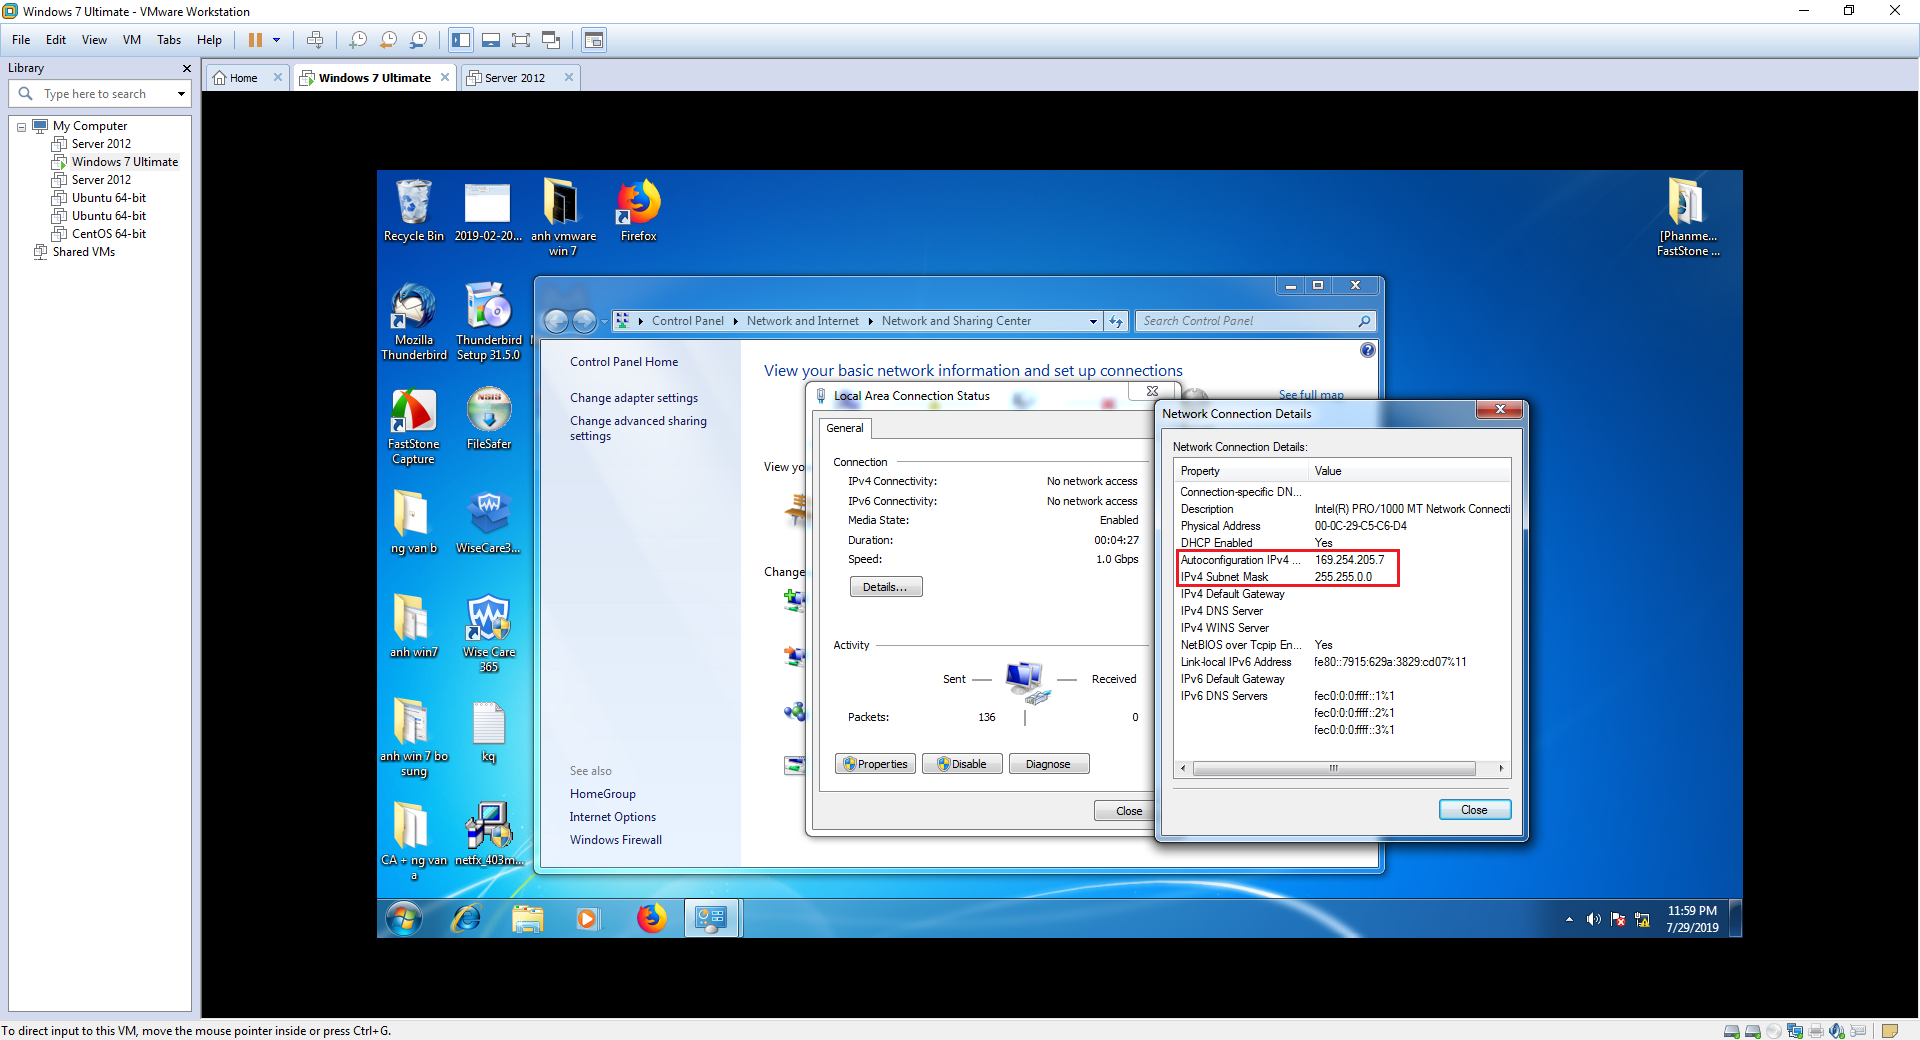 Windows 7 Ultimate - VMware Workstation
File Edit View VM Tabs Help
Library
Type here to search
My Computer
Server 2012
Windows 7 Ultimate
Server 2012
Ubuntu 64-bit
Ubuntu 64-bit
CentOS 64-bit
Shared VMs
Home
Windows 7 Ultimate
Server 2012
Recycle Bin
2019-02-20...
anh vmware
win 7
Firefox
[Phanme...
FastStone ...
Mozilla
Thunderbird
Thunderbird
Setup 31.5.0
FastStone
Capture
NSIS
FileSafer
ng van b
WiseCare3...
anh win7
Wise Care
365
anh win 7 bo
sung
kq
CA + ng van
a
netfx_403m...
Control Panel
Network and Internet
Network and Sharing Center
Search Control Panel
Control Panel Home
Change adapter settings
Change advanced sharing
settings
See also
HomeGroup
Internet Options
Windows Firewall
View your basic network information and set up connections
See full map
View yo
Change
Local Area Connection Status
General
Connection
IPv4 Connectivity: No network access
IPv6 Connectivity: No network access
Media State: Enabled
Duration: 00:04:27
Speed: 1.0 Gbps
Details...
Activity
Sent
Received
Packets: 136 0
Properties
Disable
Diagnose
Close
Network Connection Details
Network Connection Details:
Property Value
Connection-specific DN...
Description Intel(R) PRO/1000 MT Network Connecti
Physical Address 00-0C-29-C5-C6-D4
DHCP Enabled Yes
Autoconfiguration IPv4 ... 169.254.205.7
IPv4 Subnet Mask 255.255.0.0
IPv4 Default Gateway
IPv4 DNS Server
IPv4 WINS Server
NetBIOS over Tcpip En... Yes
Link-local IPv6 Address fe80::7915:629a:3829:cd07%11
IPv6 Default Gateway
IPv6 DNS Servers fec0:0:0:ffff::1%1
fec0:0:0:ffff::2%1
fec0:0:0:ffff::3%1
Close
11:59 PM
7/29/2019
To direct input to this VM, move the mouse pointer inside or press Ctrl+G.